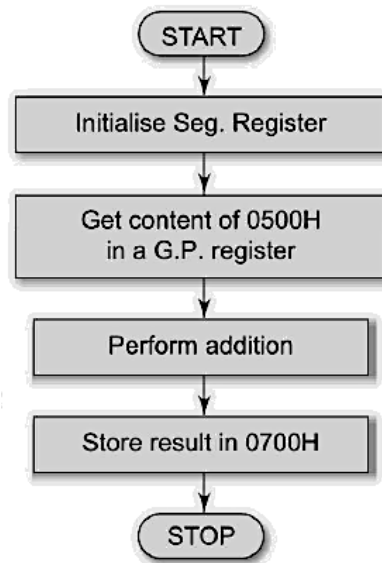 START
Initialise Seg. Register
Get content of 0500H
in a G.P. register
Perform addition
Store result in 0700H
STOP